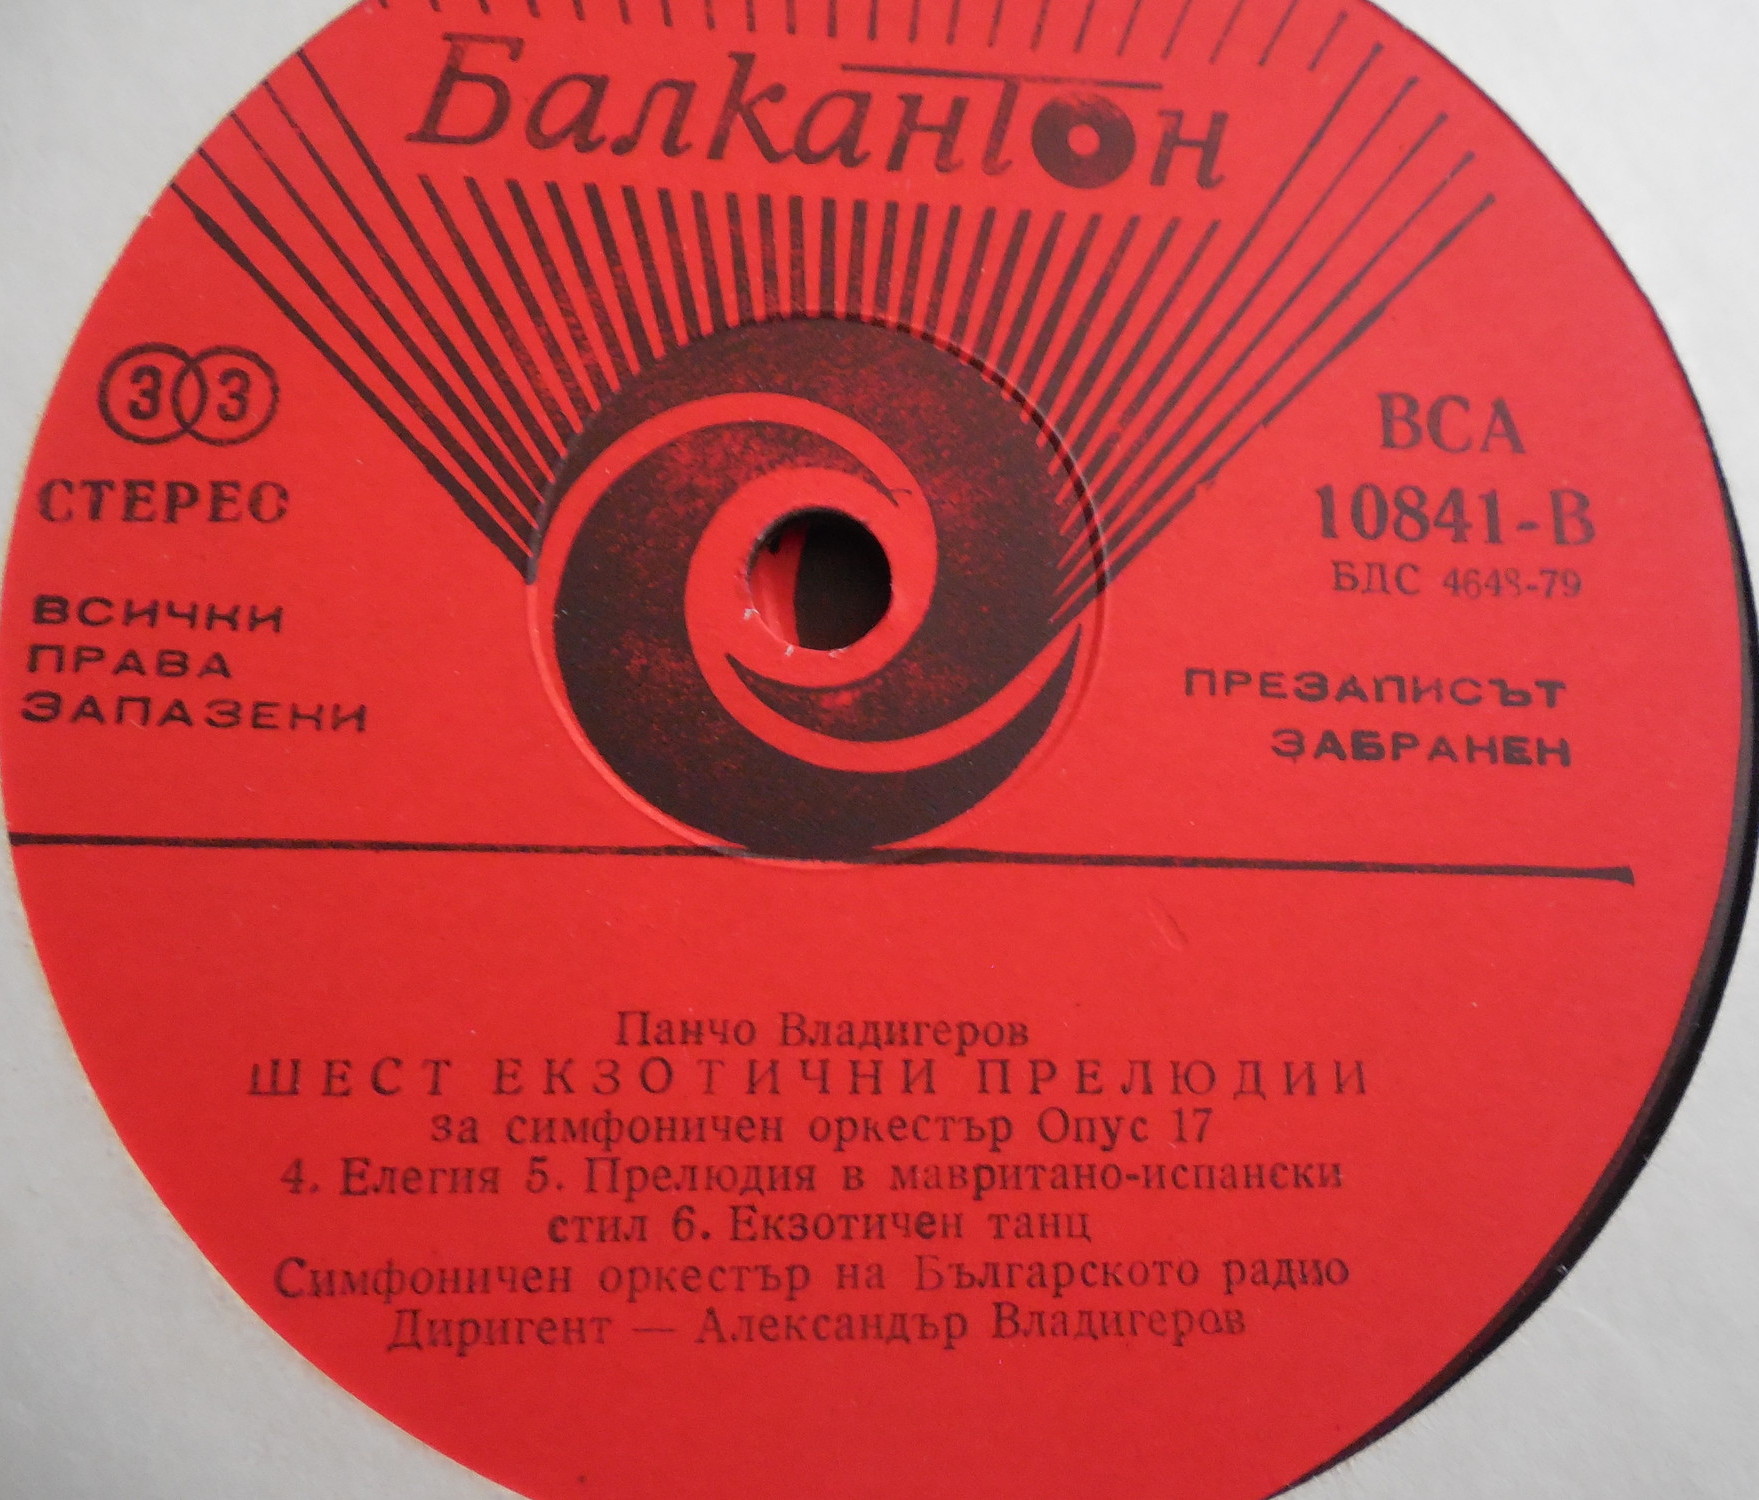 Балкантон
33
СТЕРЕО
ВСИЧКИ
ПРАВА
ЗАПАЗЕНИ
ВСА
10841-В
БДС 4648-79
ПРЕЗАПИСЪТ
ЗАБРАНЕН
Панчо Владигеров
ШЕСТ ЕКЗОТИЧНИ ПРЕЛЮДИИ
за симфоничен оркестър Опус 17
4. Елегия 5. Прелюдия в мавритано-испански
стил 6. Екзотичен танц
Симфоничен оркестър на Българското радио
Диригент — Александър Владигеров